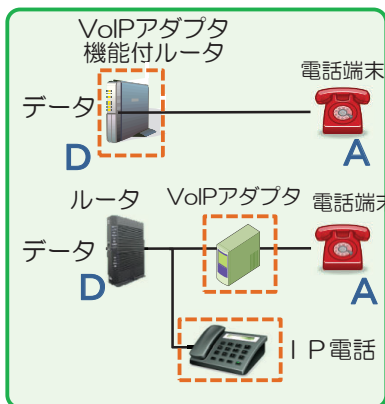 VoIPアダプタ
機能付ルータ
電話端末
データ
D
A
ルータ
VoIPアダプタ
電話端末
データ
D
A
IP電話